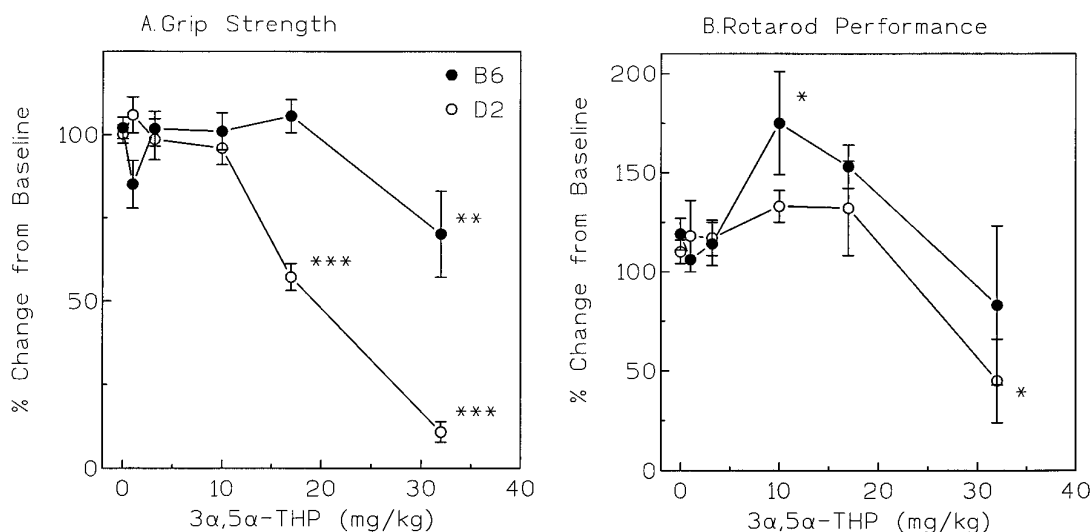 A.Grip Strength
B.Rotarod Performance
% Change from Baseline
100
50
0
B6
D2
**
***
***
0 10 20 30 40
3α,5α-THP (mg/kg)
% Change from Baseline
200
150
100
50
0
*
*
0 10 20 30 40
3α,5α-THP (mg/kg)